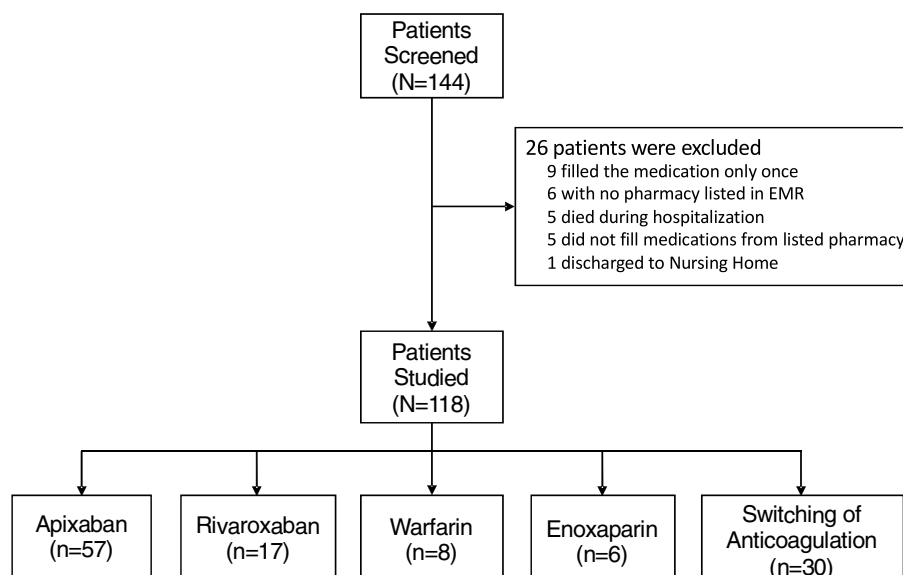 Patients
Screened
(N=144)
26 patients were excluded
9 filled the medication only once
6 with no pharmacy listed in EMR
5 died during hospitalization
5 did not fill medications from listed pharmacy
1 discharged to Nursing Home
Patients
Studied
(N=118)
Apixaban
(n=57)
Rivaroxaban
(n=17)
Warfarin
(n=8)
Enoxaparin
(n=6)
Switching of
Anticoagulation
(n=30)